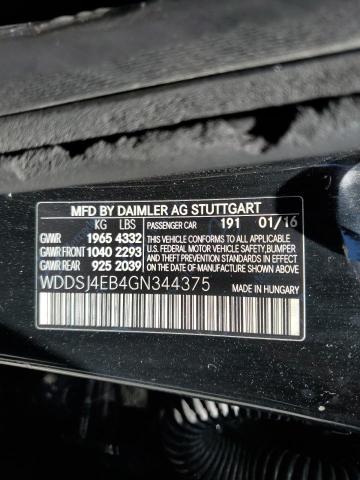 MFD BY DAIMLER AG STUTTGART
KG LBS PASSENGER CAR 191 01/16
GVWR 1965 4332
GAWR FRONT 1040 2293
GAWR REAR 925 2039
THIS VEHICLE CONFORMS TO ALL APPLICABLE
U.S. FEDERAL MOTOR VEHICLE SAFETY, BUMPER
AND THEFT PREVENTION STANDARDS IN EFFECT
ON THE DATE OF MANUFACTURE SHOWN ABOVE.
WDDSJ4EB4GN344375
MADE IN HUNGARY